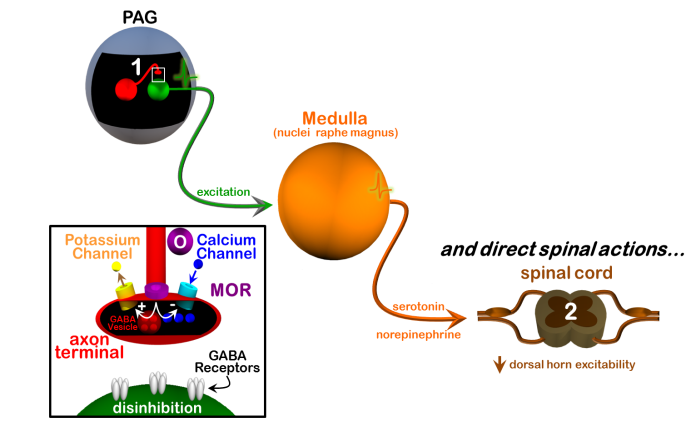 PAG
1
Medulla
(nuclei raphe magnus)
excitation
and direct spinal actions...
spinal cord
2
serotonin
norepinephrine
dorsal horn excitability
Potassium
Channel
O
Calcium
Channel
MOR
+
-
GABA
Vesicle
axon
terminal
GABA
Receptors
disinhibition